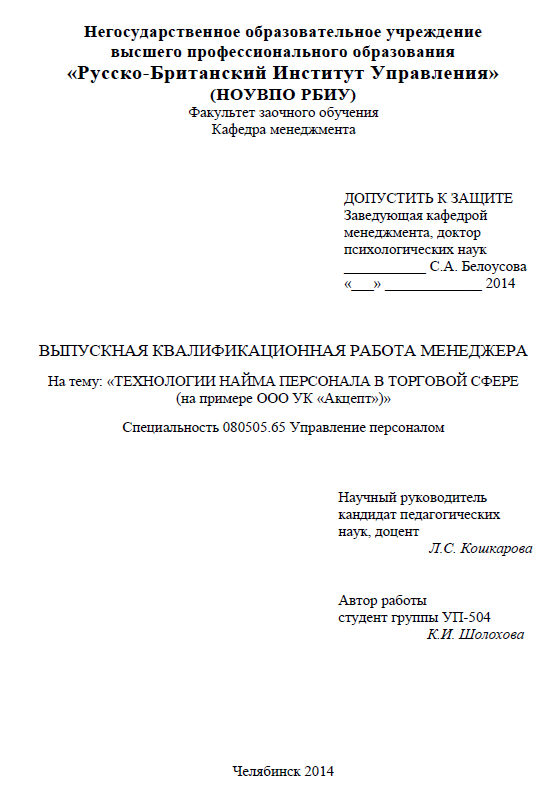 Негосударственное образовательное учреждение
высшего профессионального образования
«Русско-Британский Институт Управления»
(НОУВПО РБИУ)
Факультет заочного обучения
Кафедра менеджмента
ДОПУСТИТЬ К ЗАЩИТЕ
Заведующая кафедрой
менеджмента, доктор
психологических наук
___________ С.А. Белоусова
«___» _____________ 2014
ВЫПУСКНАЯ КВАЛИФИКАЦИОННАЯ РАБОТА МЕНЕДЖЕРА
На тему: «ТЕХНОЛОГИИ НАЙМА ПЕРСОНАЛА В ТОРГОВОЙ СФЕРЕ
(на примере ООО УК «Акцепт»)»
Специальность 080505.65 Управление персоналом
Научный руководитель
кандидат педагогических
наук, доцент
Л.С. Кошкарова
Автор работы
студент группы УП-504
К.И. Шолохова
Челябинск 2014